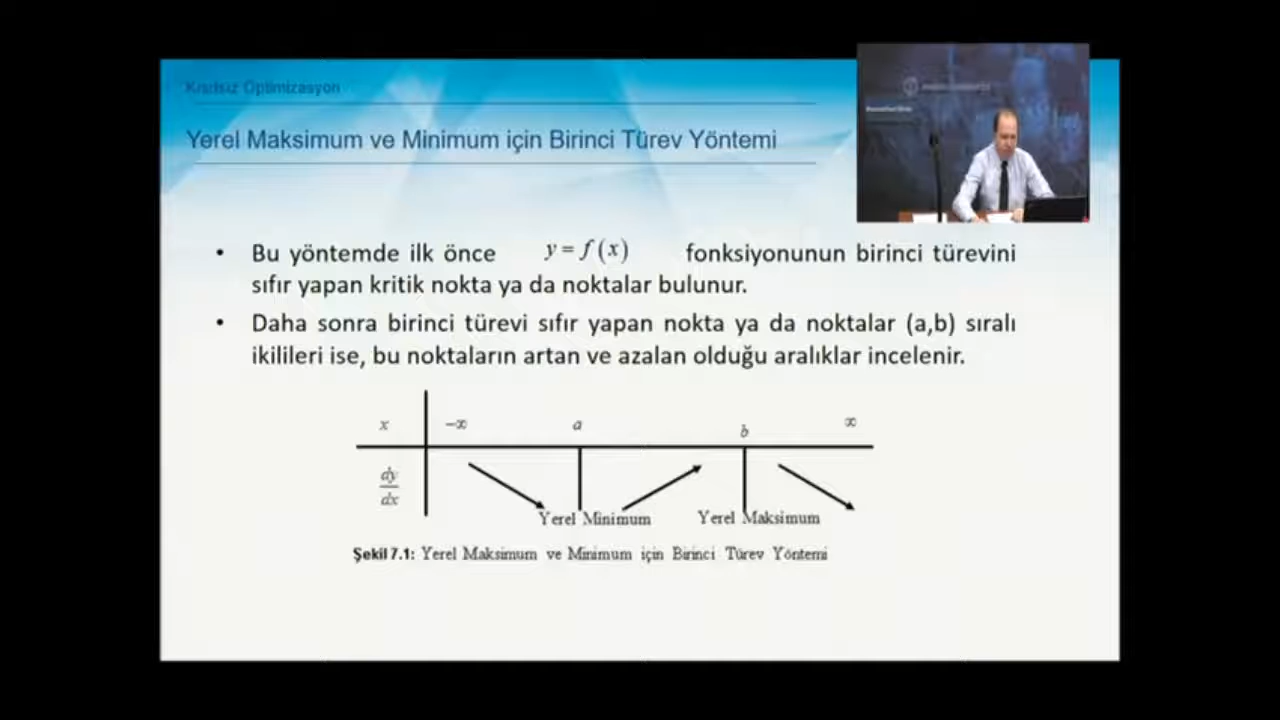 Kısıtsız Optimizasyon
Yerel Maksimum ve Minimum için Birinci Türev Yöntemi
• Bu yöntemde ilk önce y = f (x) fonksiyonunun birinci türevini
sıfır yapan kritik nokta ya da noktalar bulunur.
• Daha sonra birinci türevi sıfır yapan nokta ya da noktalar (a,b) sıralı
ikilileri ise, bu noktaların artan ve azalan olduğu aralıklar incelenir.
x -∞ a b ∞
dy
dx
Yerel Minimum Yerel Maksimum
Şekil 7.1: Yerel Maksimum ve Minimum için Birinci Türev Yöntemi